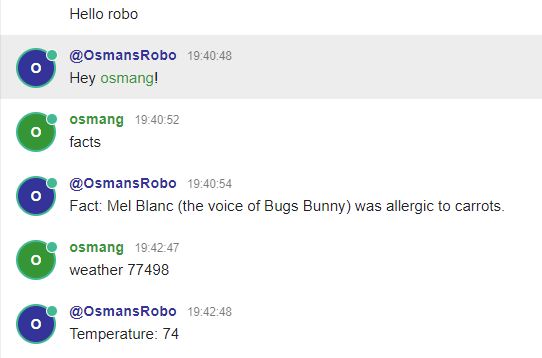 Hello robo
O
@OsmansRobo 19:40:48
Hey osmang!
O
osmang 19:40:52
facts
O
@OsmansRobo 19:40:54
Fact: Mel Blanc (the voice of Bugs Bunny) was allergic to carrots.
O
osmang 19:42:47
weather 77498
O
@OsmansRobo 19:42:48
Temperature: 74